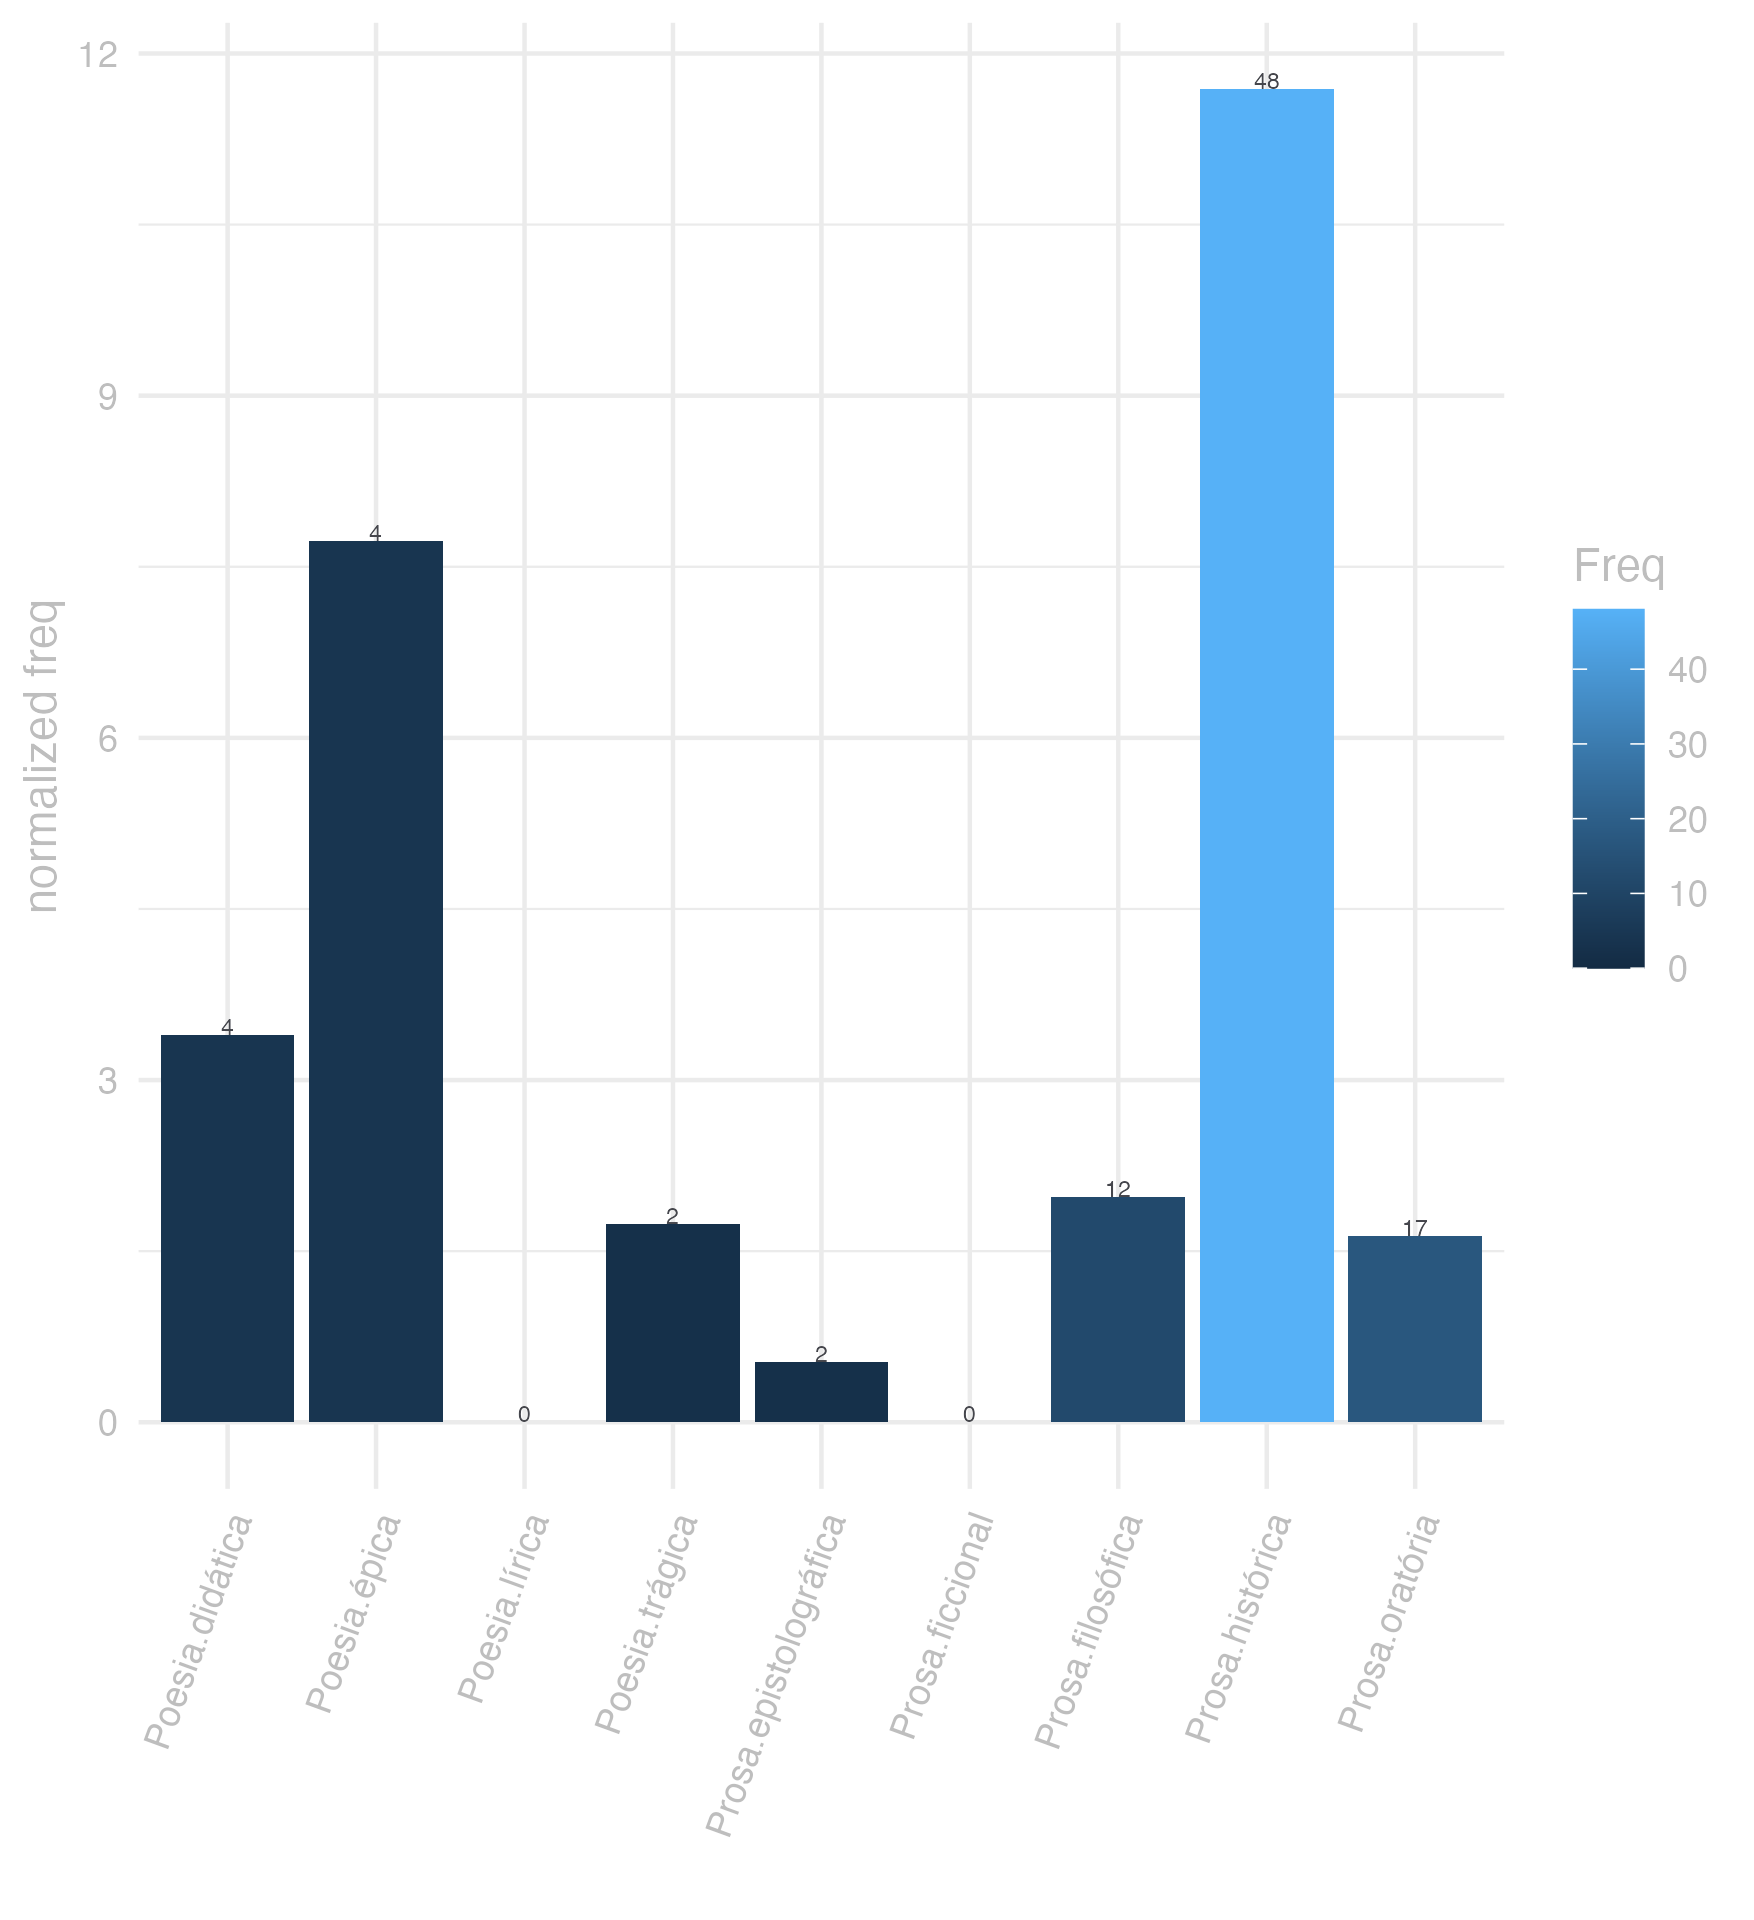 12
9
6
3
0
normalized freq
4
4
0
2
2
0
12
48
17
Poesia.didática
Poesia.épica
Poesia.lírica
Poesia.trágica
Prosa.epistolográfica
Prosa.ficcional
Prosa.filosófica
Prosa.histórica
Prosa.oratória
Freq
40
30
20
10
0